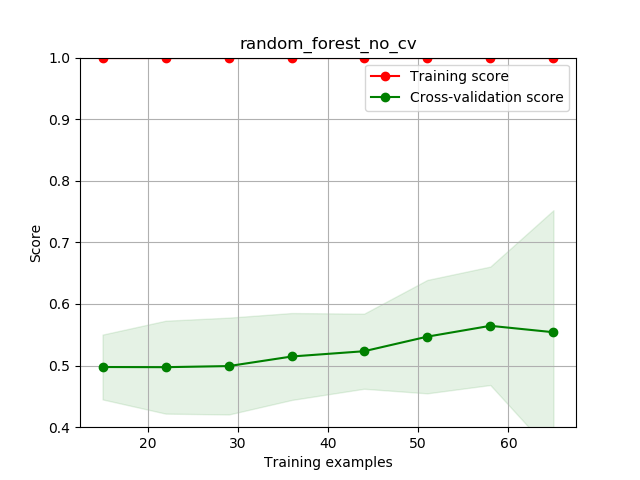 random_forest_no_cv
1.0
0.9
0.8
0.7
0.6
0.5
0.4
Score
Training score
Cross-validation score
20 30 40 50 60
Training examples